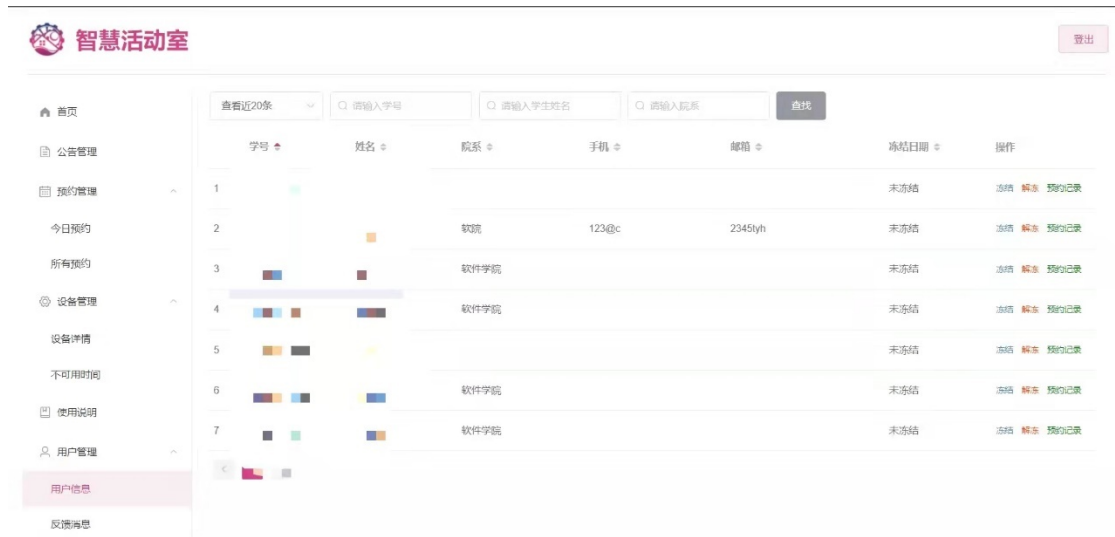 智慧活动室
登出
首页
公告管理
预约管理
今日预约
所有预约
设备管理
设备详情
不可用时间
使用说明
用户管理
用户信息
反馈消息
查看近20条 请输入学号 请输入学生姓名 请输入院系 查找
学号 姓名 院系 手机 邮箱 冻结日期 操作
1 未冻结 冻结 解冻 预约记录
2 软院 123@c 2345tyh 未冻结 冻结 解冻 预约记录
3 软件学院 未冻结 冻结 解冻 预约记录
4 软件学院 未冻结 冻结 解冻 预约记录
5 未冻结 冻结 解冻 预约记录
6 软件学院 未冻结 冻结 解冻 预约记录
7 软件学院 未冻结 冻结 解冻 预约记录